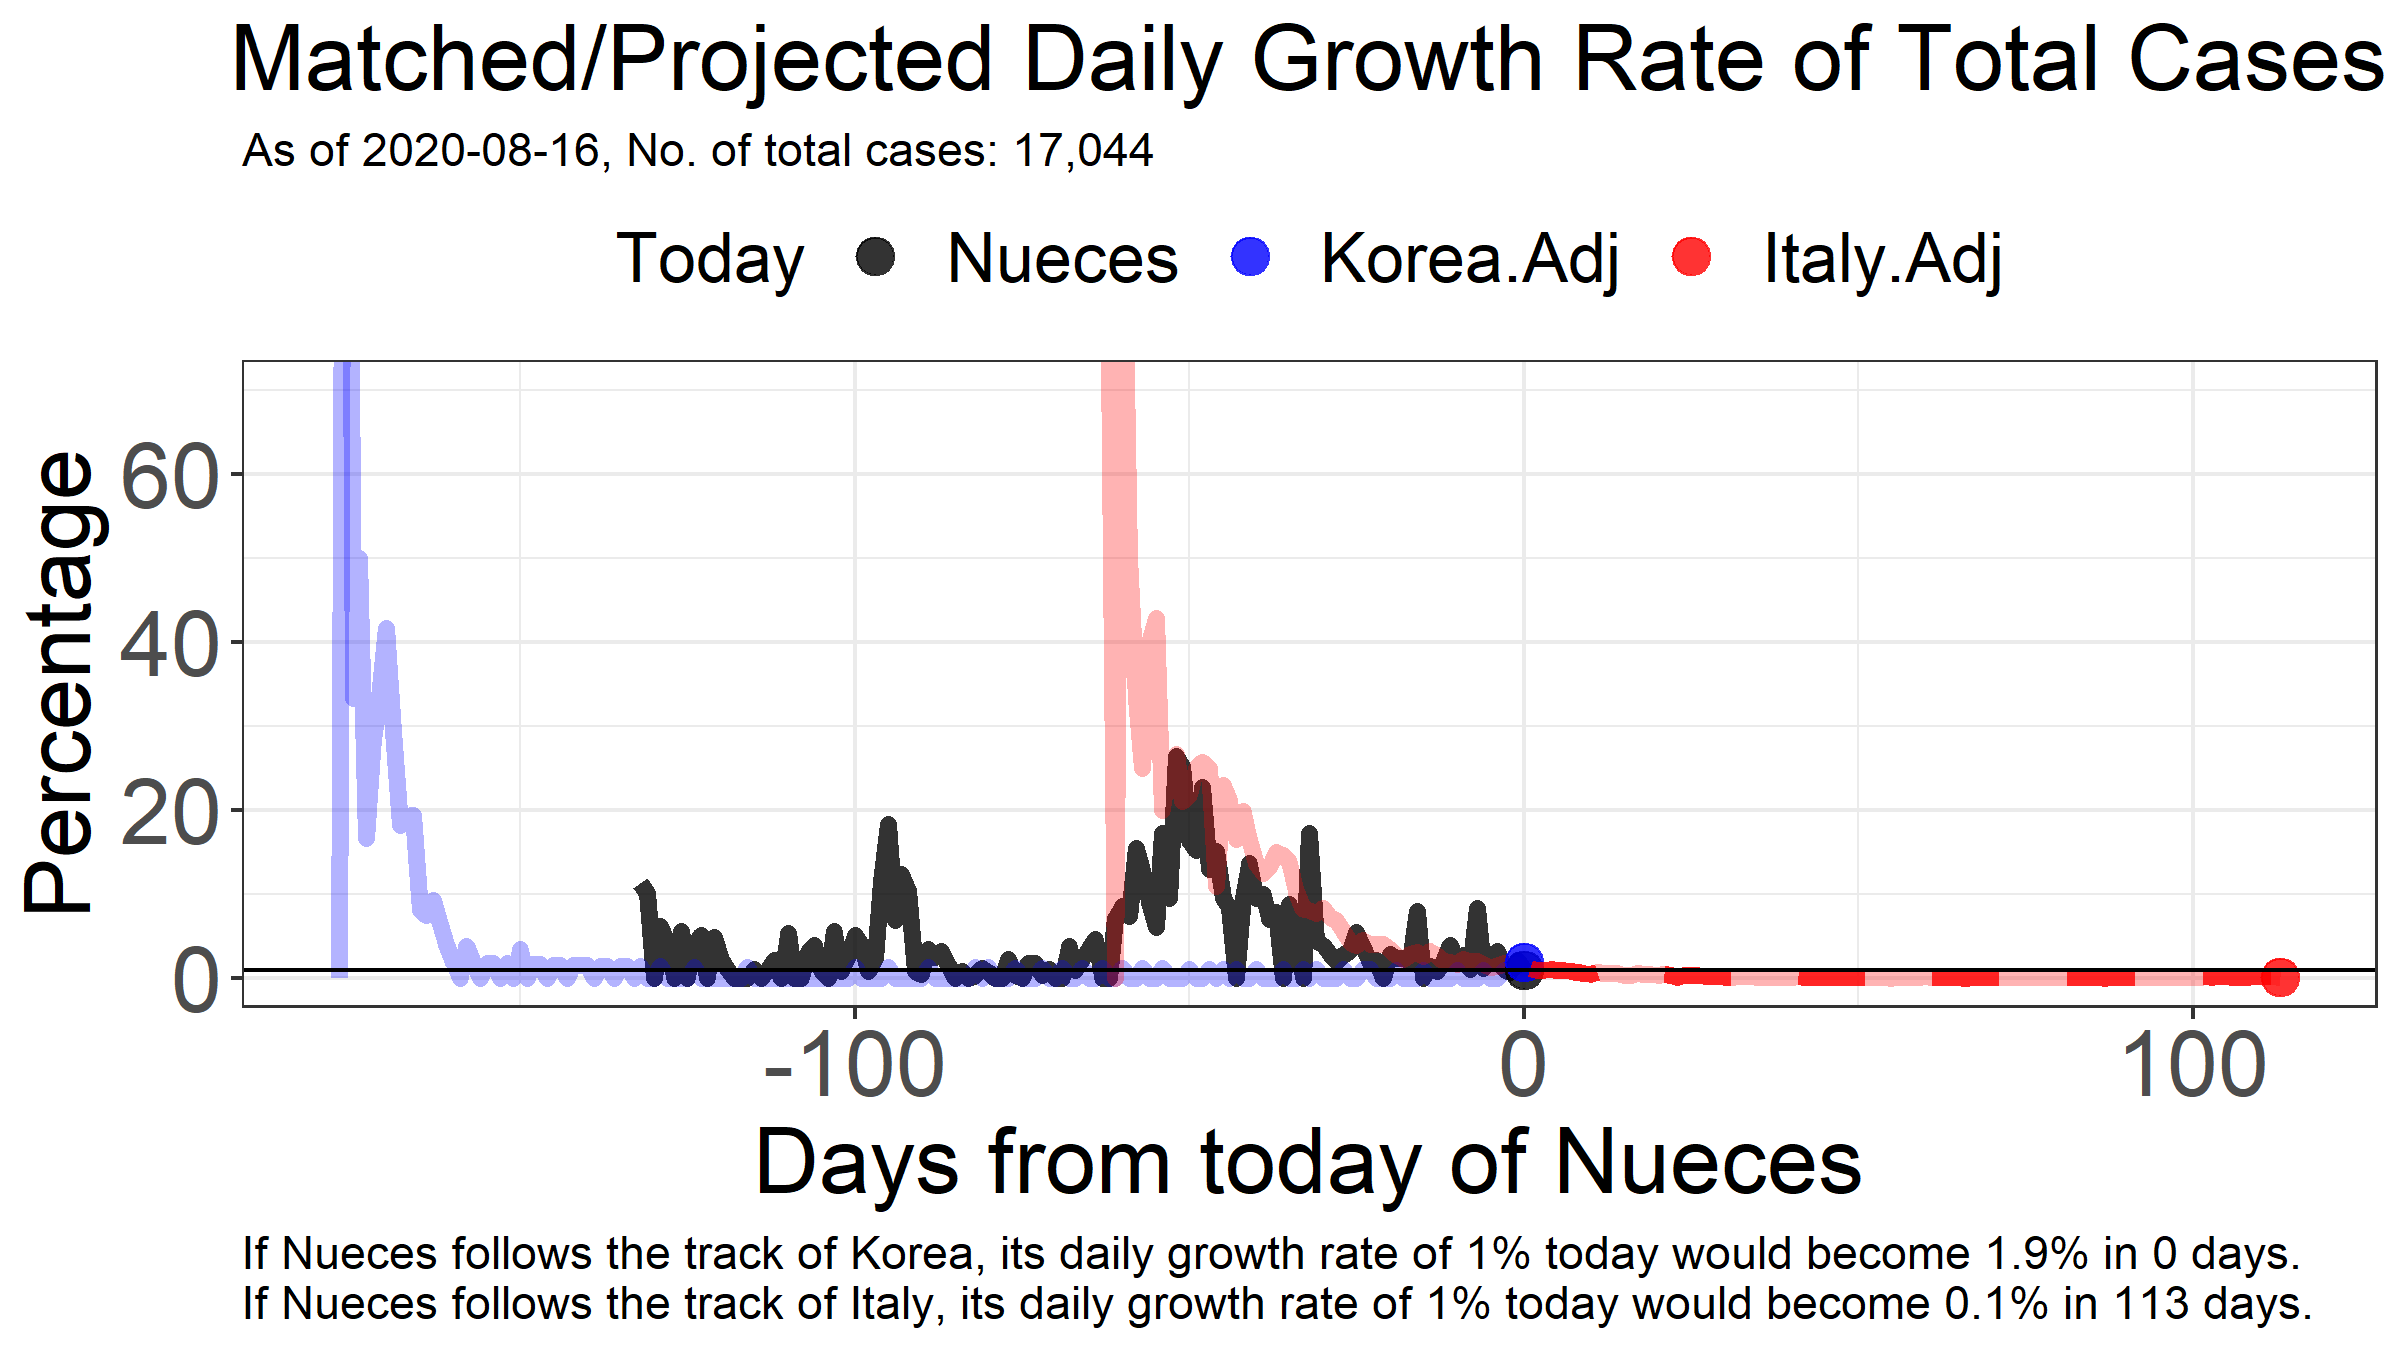 Matched/Projected Daily Growth Rate of Total Cases
As of 2020-08-16, No. of total cases: 17,044
Today Nueces Korea.Adj Italy.Adj
Percentage
60
40
20
0
-100 0 100
Days from today of Nueces
If Nueces follows the track of Korea, its daily growth rate of 1% today would become 1.9% in 0 days.
If Nueces follows the track of Italy, its daily growth rate of 1% today would become 0.1% in 113 days.